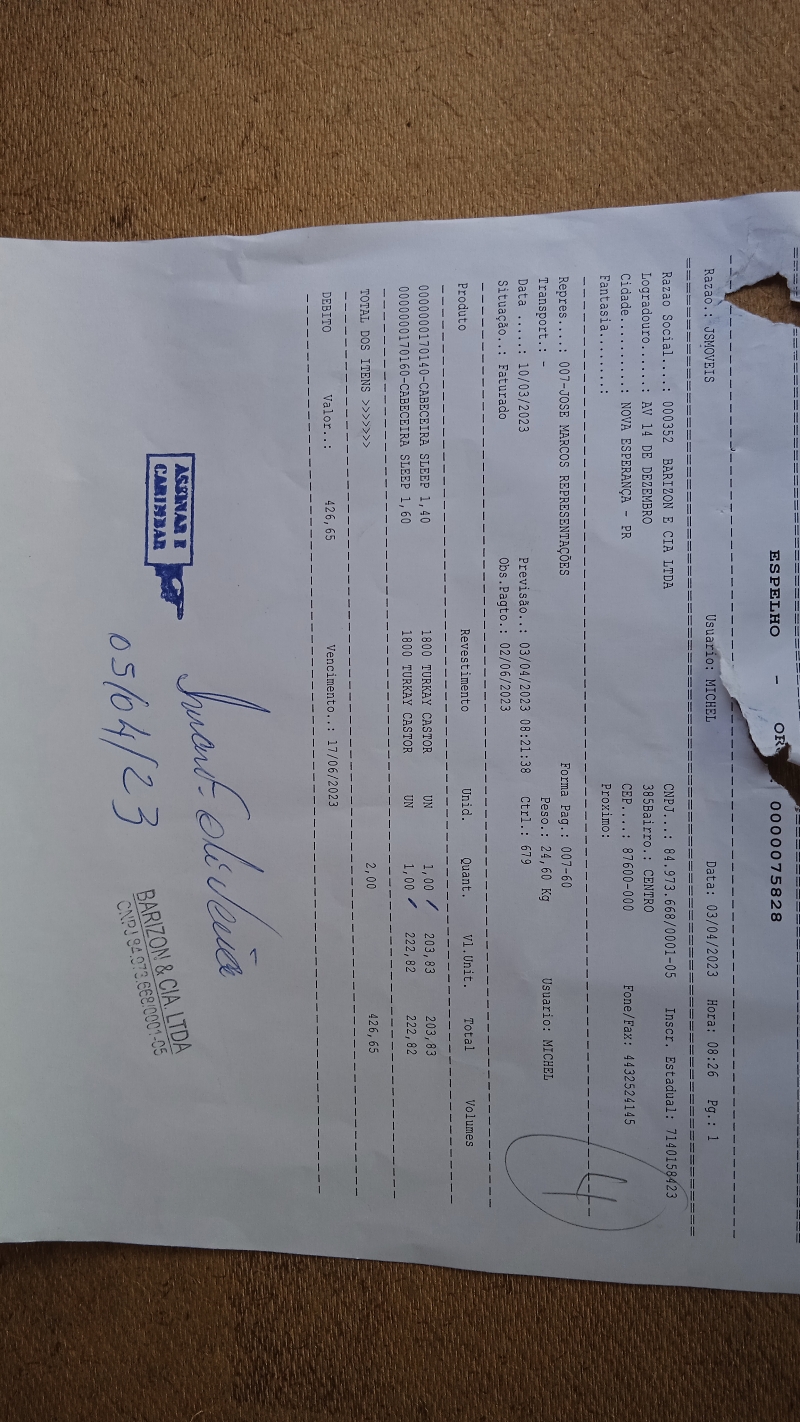 ESPELHO - OR 0000075828
Razao.: JSMOVEIS Usuario: MICHEL Data: 03/04/2023 Hora: 08:26 Pg.: 1
Razao Social....: 000352 BARIZON E CIA LTDA CNPJ...: 84.973.668/0001-05 Inscr. Estadual: 7140158423
Logradouro......: AV 14 DE DEZEMBRO 385Bairro.: CENTRO
Cidade..........: NOVA ESPERANÇA - PR CEP....: 87600-000 Fone/Fax: 4432524145
Fantasia........: Proximo:
Repres....: 007-JOSE MARCOS REPRESENTAÇÕES Forma Pag.: 007-60
Transport.: - Peso.: 24,60 Kg Usuario: MICHEL
Data .....: 10/03/2023 Previsão..: 03/04/2023 08:21:38 Ctrl.: 679
Situação..: Faturado Obs.Pagto.: 02/06/2023
4
Produto Revestimento Unid. Quant. Vl.Unit. Total Volumes
0000000170140-CABECEIRA SLEEP 1,40 1800 TURKAY CASTOR UN 1,00 203,83 203,83
0000000170160-CABECEIRA SLEEP 1,60 1800 TURKAY CASTOR UN 1,00 222,82 222,82
TOTAL DOS ITENS >>>>>>> 2,00 426,65
DEBITO Valor..: 426,65 Vencimento..: 17/06/2023
ASSINAR E
CARIMBAR
05/04/23
BARIZON & CIA. LTDA
CNPJ 84.973.668/0001-05